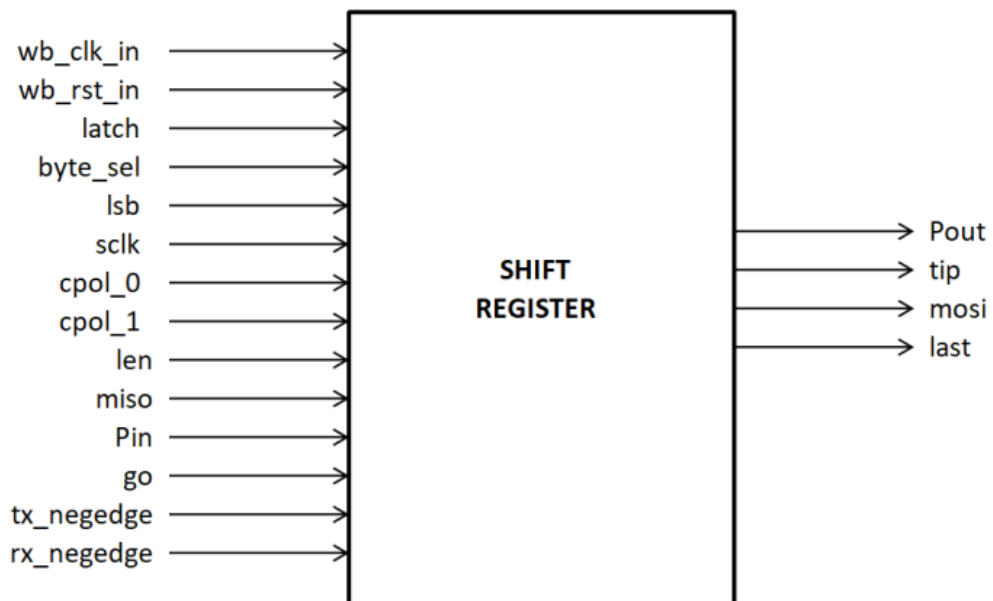 wb_clk_in
wb_rst_in
latch
byte_sel
lsb
sclk
cpol_0
cpol_1
len
miso
Pin
go
tx_negedge
rx_negedge
SHIFT
REGISTER
Pout
tip
mosi
last